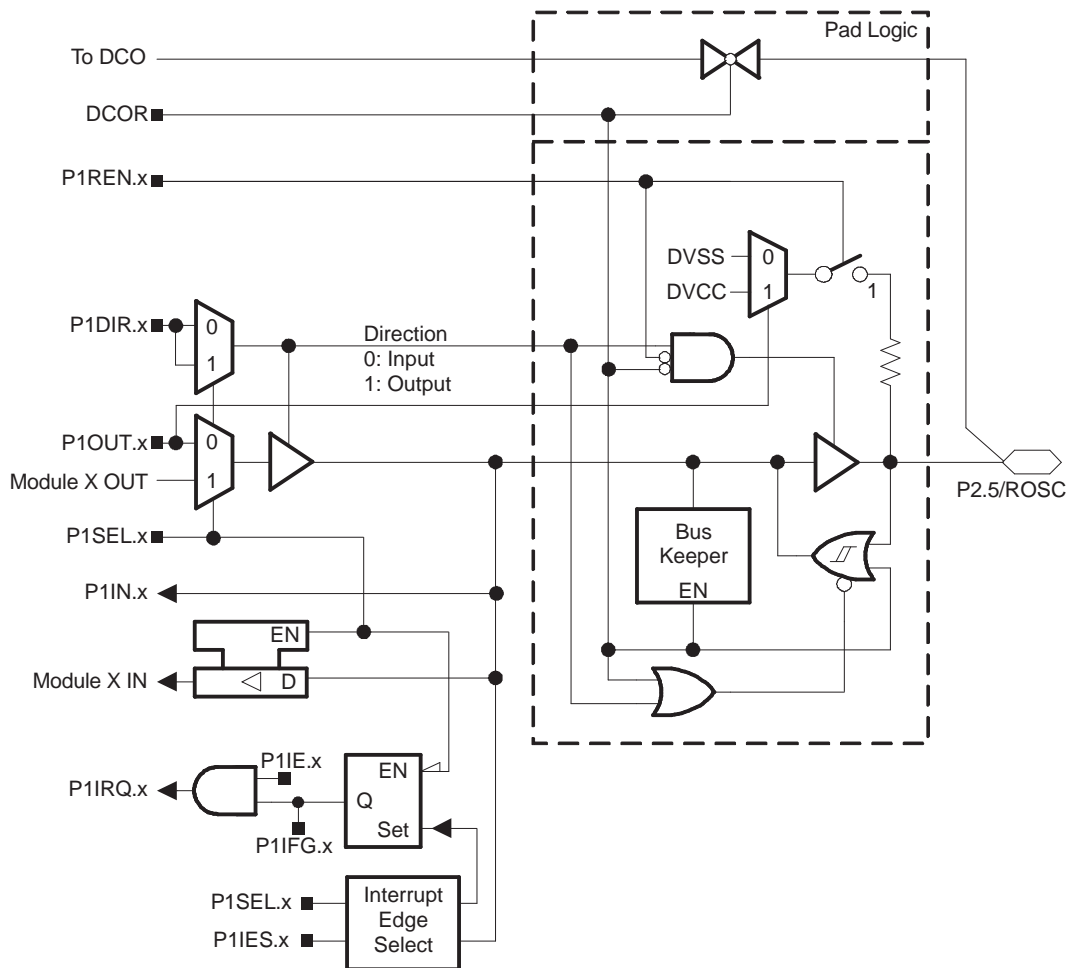 Pad Logic
To DCO
DCOR
P1REN.x
DVSS
0
DVCC
1
1
P1DIR.x
0
1
Direction
0: Input
1: Output
P1OUT.x
0
Module X OUT
1
P2.5/ROSC
P1SEL.x
Bus
Keeper
EN
P1IN.x
EN
Module X IN
D
P1IE.x
EN
P1IRQ.x
Q
Set
P1IFG.x
P1SEL.x
Interrupt
Edge
Select
P1IES.x